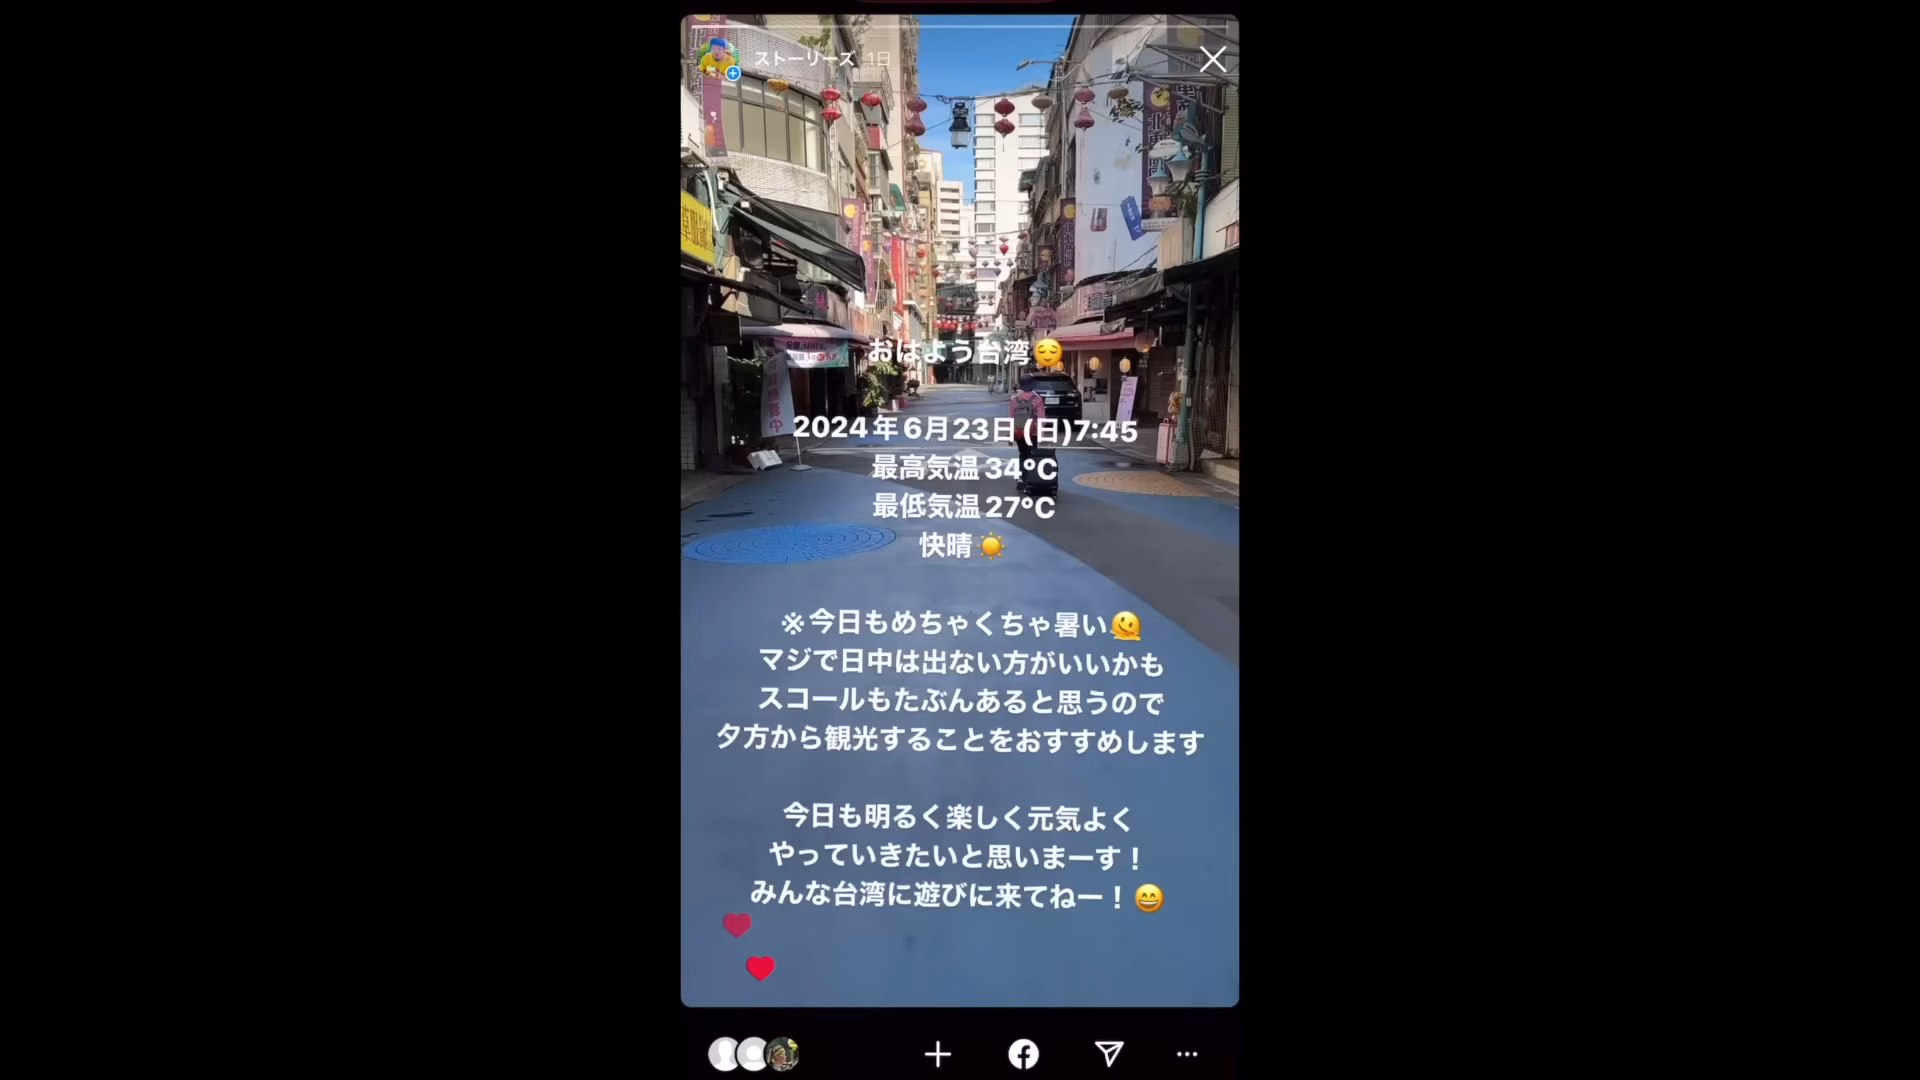 ストーリーズ 1日
おはよう台湾😌
2024年6月23日(日)7:45
最高気温34°C
最低気温27°C
快晴☀️
※今日もめちゃくちゃ暑い🫠
マジで日中は出ない方がいいかも
スコールもたぶんあると思うので
夕方から観光することをおすすめします
今日も明るく楽しく元気よく
やっていきたいと思いまーす！
みんな台湾に遊びに来てねー！😄